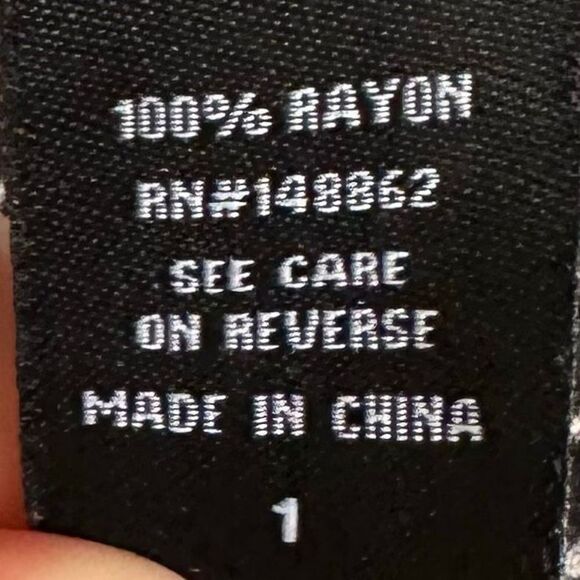 100% RAYON
RN#148862
SEE CARE
ON REVERSE
MADE IN CHINA
1